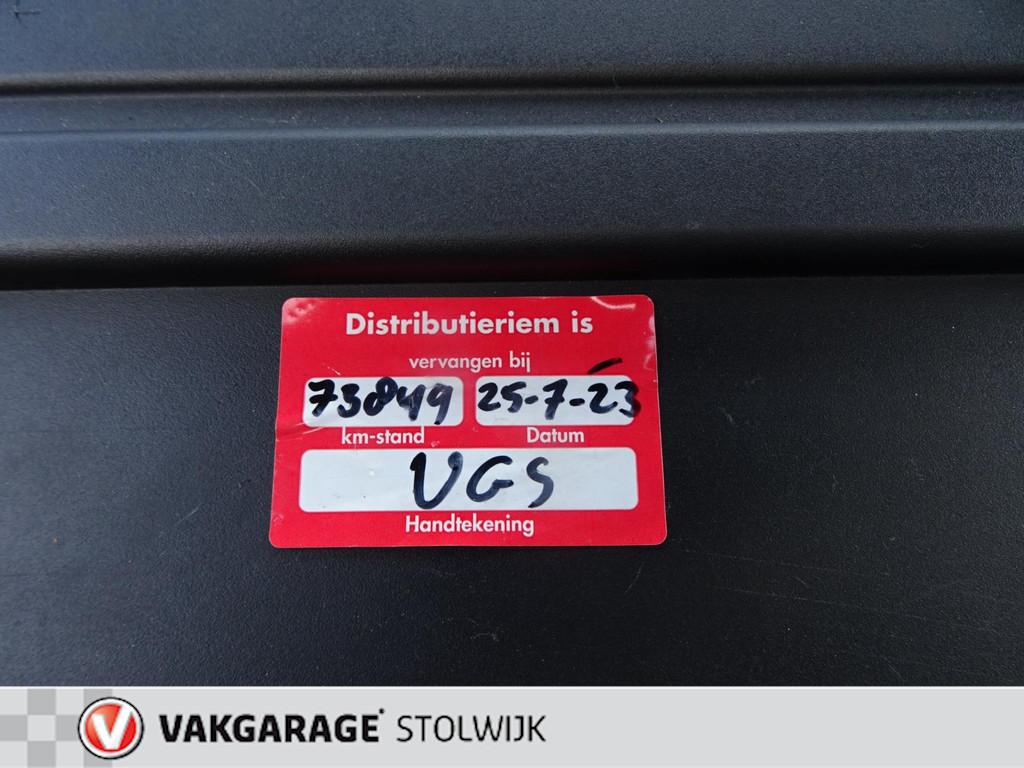 Distributieriem is
vervangen bij
73849 25-7-23
km-stand Datum
VGS
Handtekening
VAKGARAGE STOLWIJK